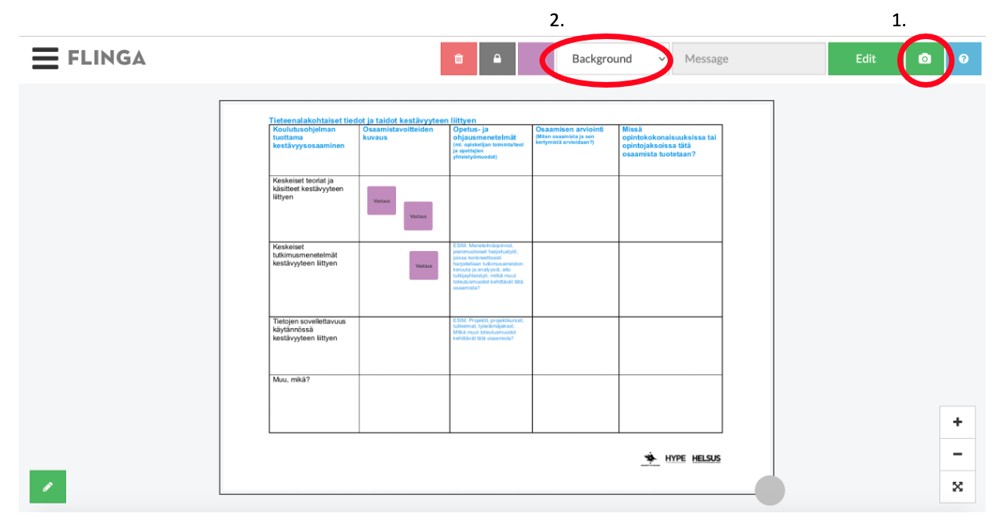 2.
1.
FLINGA
Background
Message
Edit
Tieteenalakohtaiset tiedot ja taidot kestävyyteen liittyen
Koulutusohjelman
tuottama
kestävyysosaaminen
Osaamistavoitteiden
kuvaus
Opetus- ja
ohjausmenetelmät
(ml. opiskelijan toiminta/teot
ja opettajien
yhteistyömuodot)
Osaamisen arviointi
(Miten osaamista ja sen
kertymistä arvioidaan?)
Missä
opintokokonaisuuksissa tai
opintojaksoissa tätä
osaamista tuotetaan?
Keskeiset teoriat ja
käsitteet kestävyyteen
liittyen
Vastaus
Vastaus
Keskeiset
tutkimusmenetelmät
kestävyyteen liittyen
Vastaus
ESIM. Menetelmäopinnot,
pienimuotoiset harjoitustyöt,
joissa konkreettisesti
harjoitellaan tutkimusaineiston
keruuta ja analyysiä, aito
tutkijayhteistyö; mitkä muut
toteutusmuodot kehittävät tätä
osaamista?
Tietojen sovellettavuus
käytännössä
kestävyyteen liittyen
ESIM. Projektit, projektikurssit,
tutkielmat, työelämäjaksot;
Mitkä muut toteutusmuodot
kehittävät tätä osaamista?
Muu, mikä?
HYPE HELSUS